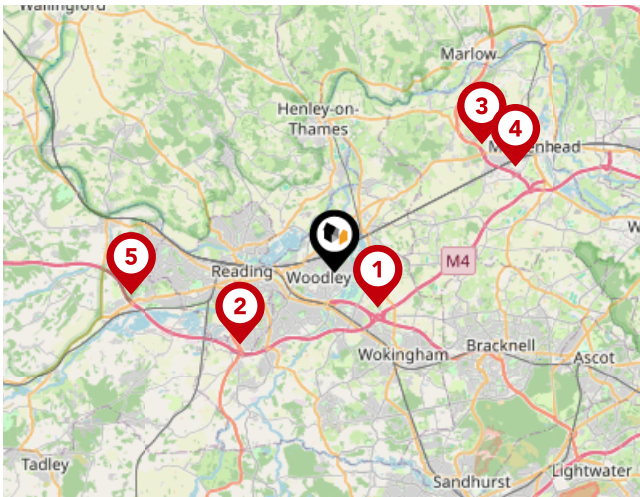 Wallingford
Marlow
3
4
Henley-on-
Thames
enhead
5
Reading
Woodley
1
M4
2
Wokingham
Bracknell
Ascot
Tadley
Sandhurst
Lightwater